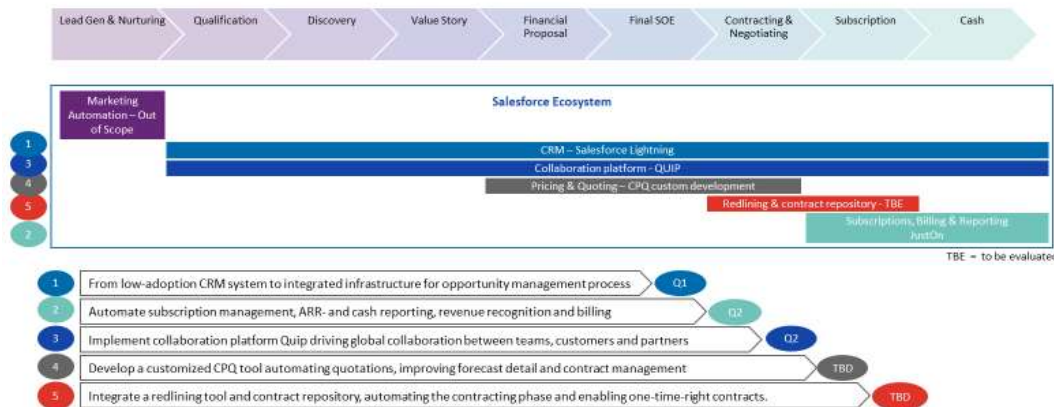 Lead Gen & Nurturing
Qualification
Discovery
Value Story
Financial
Proposal
Final SOE
Contracting &
Negotiating
Subscription
Cash
Marketing
Automation – Out
of Scope
Salesforce Ecosystem
1
CRM – Salesforce Lightning
3
Collaboration platform - QUIP
4
Pricing & Quoting – CPQ custom development
5
Redlining & contract repository - TBE
2
Subscriptions, Billing & Reporting
JustOn
TBE = to be evaluated
1 From low-adoption CRM system to integrated infrastructure for opportunity management process Q1
2 Automate subscription management, ARR- and cash reporting, revenue recognition and billing Q2
3 Implement collaboration platform Quip driving global collaboration between teams, customers and partners Q2
4 Develop a customized CPQ tool automating quotations, improving forecast detail and contract management TBD
5 Integrate a redlining tool and contract repository, automating the contracting phase and enabling one-time-right contracts. TBD